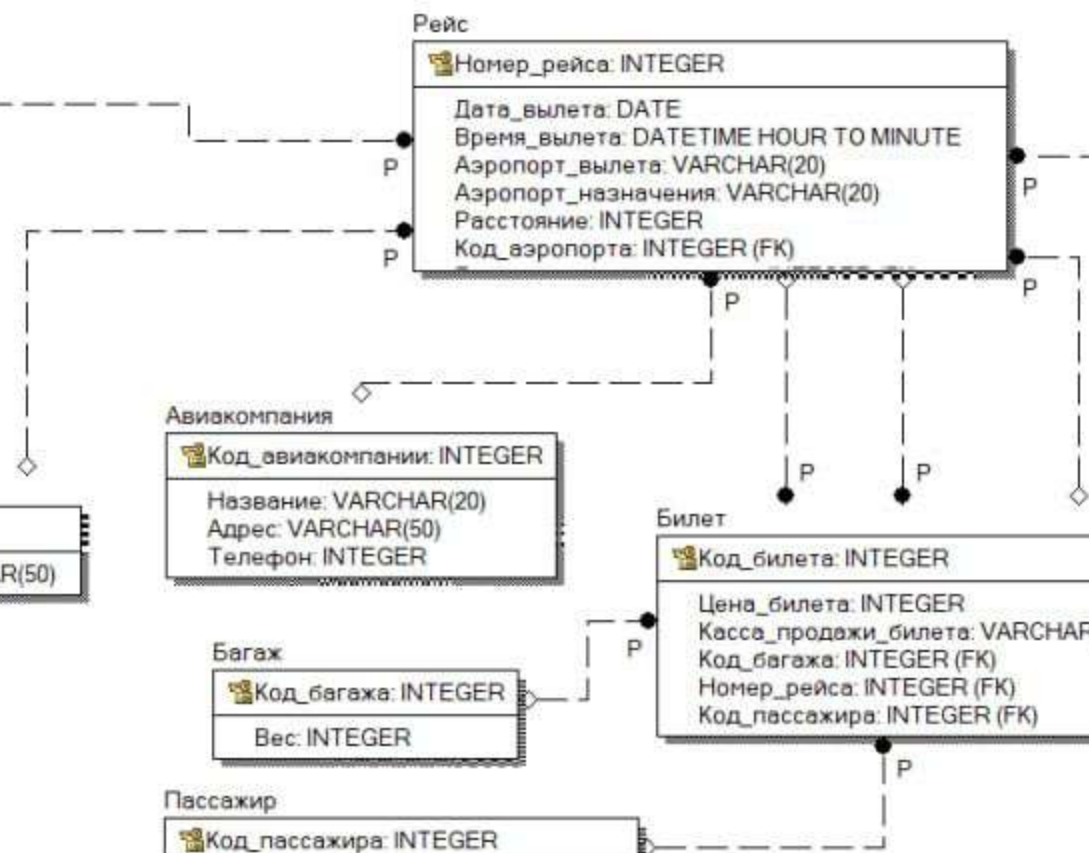 Рейс
Номер_рейса: INTEGER
Дата_вылета: DATE
Время_вылета: DATETIME HOUR TO MINUTE
Аэропорт_вылета: VARCHAR(20)
Аэропорт_назначения: VARCHAR(20)
Расстояние: INTEGER
Код_аэропорта: INTEGER (FK)
P
P
P
P
P
Авиакомпания
Код_авиакомпании: INTEGER
Название: VARCHAR(20)
Адрес: VARCHAR(50)
Телефон: INTEGER
P
P
R(50)
Билет
Код_билета: INTEGER
Цена_билета: INTEGER
Касса_продажи_билета: VARCHAR
Код_багажа: INTEGER (FK)
Номер_рейса: INTEGER (FK)
Код_пассажира: INTEGER (FK)
P
Багаж
Код_багажа: INTEGER
Вес: INTEGER
P
Пассажир
Код_пассажира: INTEGER